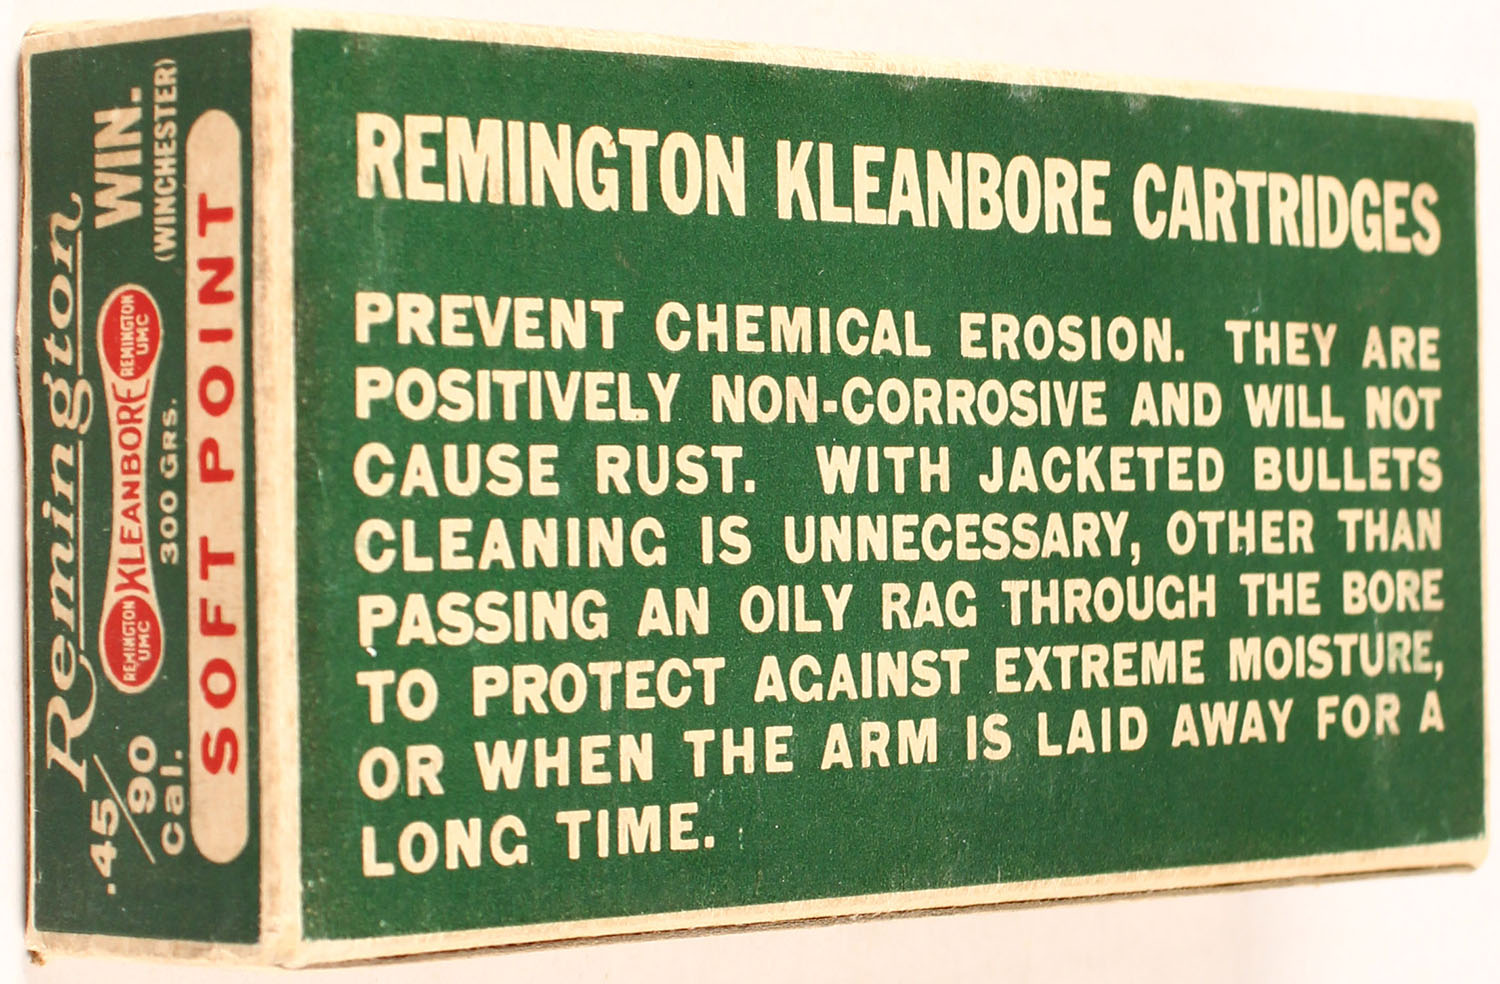 REMINGTON KLEANBORE CARTRIDGES
PREVENT CHEMICAL EROSION. THEY ARE
POSITIVELY NON-CORROSIVE AND WILL NOT
CAUSE RUST. WITH JACKETED BULLETS
CLEANING IS UNNECESSARY, OTHER THAN
PASSING AN OILY RAG THROUGH THE BORE
TO PROTECT AGAINST EXTREME MOISTURE,
OR WHEN THE ARM IS LAID AWAY FOR A
LONG TIME.
Remington
.45/90 Cal.
REMINGTON UMC
KLEANBORE
REMINGTON UMC
300 GRS.
WIN.
(WINCHESTER)
SOFT POINT